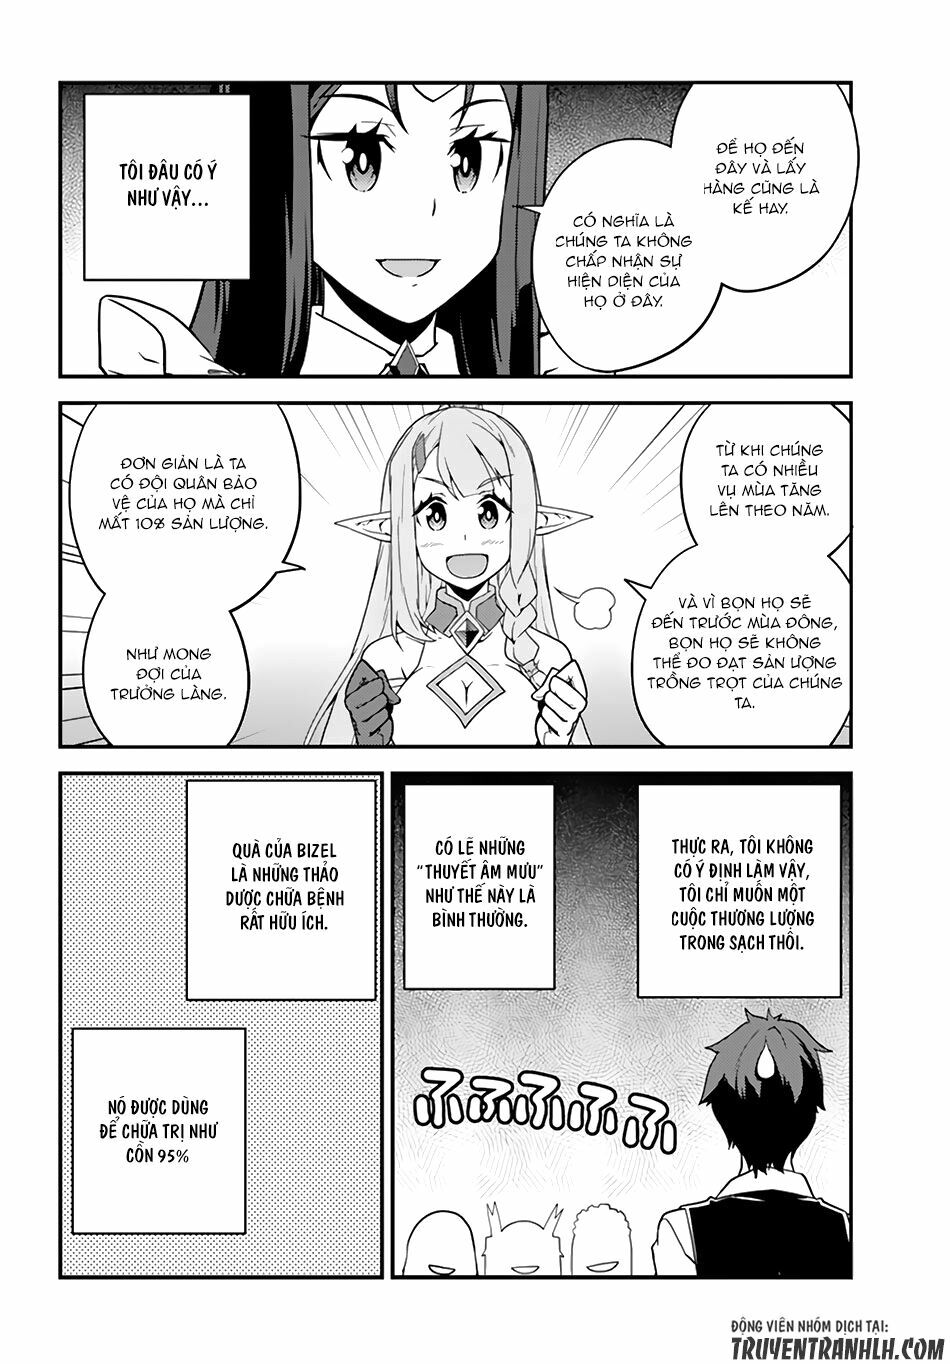 ĐỂ HỌ ĐẾN
ĐÂY VÀ LẤY
HÀNG CŨNG LÀ
KẾ HAY.
CÓ NGHĨA LÀ
CHÚNG TA KHÔNG
CHẤP NHẬN SỰ
HIỆN DIỆN CỦA
HỌ Ở ĐÂY.
TÔI ĐÂU CÓ Ý
NHƯ VẬY...
TỪ KHI CHÚNG
TA CÓ NHIỀU
VỤ MÙA TĂNG
LÊN THEO NĂM.
VÀ VÌ BỌN HỌ SẼ
ĐẾN TRƯỚC MÙA ĐÔNG,
BỌN HỌ SẼ KHÔNG
THỂ ĐO ĐẠT SẢN LƯỢNG
TRỒNG TRỌT CỦA CHÚNG
TA.
ĐƠN GIẢN LÀ TA
CÓ ĐỘI QUÂN BẢO
VỆ CỦA HỌ MÀ CHỈ
MẤT 10% SẢN LƯỢNG.
NHƯ MONG
ĐỢI CỦA
TRƯỞNG LÀNG.
THỰC RA, TÔI KHÔNG
CÓ Ý ĐỊNH LÀM VẬY,
TÔI CHỈ MUỐN MỘT
CUỘC THƯƠNG LƯỢNG
TRONG SẠCH THÔI.
CÓ LẼ NHỮNG
“THUYẾT ÂM MƯU”
NHƯ THẾ NÀY LÀ
BÌNH THƯỜNG.
ふふふふふ
QUÀ CỦA BIZEL
LÀ NHỮNG THẢO
DƯỢC CHỮA BỆNH
RẤT HỮU ÍCH.
NÓ ĐƯỢC DÙNG
ĐỂ CHỮA TRỊ NHƯ
CỒN 95%
ĐỘNG VIÊN NHÓM DỊCH TẠI:
TRUYENTRANHLH.COM